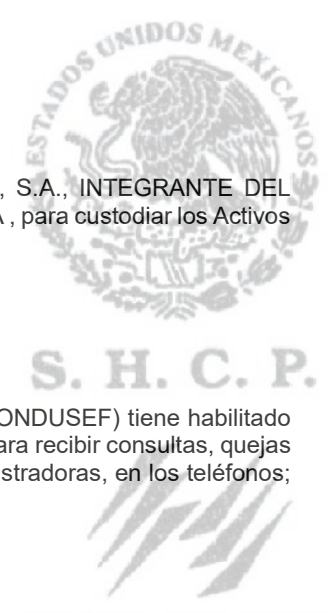 ESTADOS UNIDOS MEXICANOS
, S.A., INTEGRANTE DEL
A , para custodiar los Activos
S. H. C. P.
ONDUSEF) tiene habilitado
ara recibir consultas, quejas
stradoras, en los teléfonos;